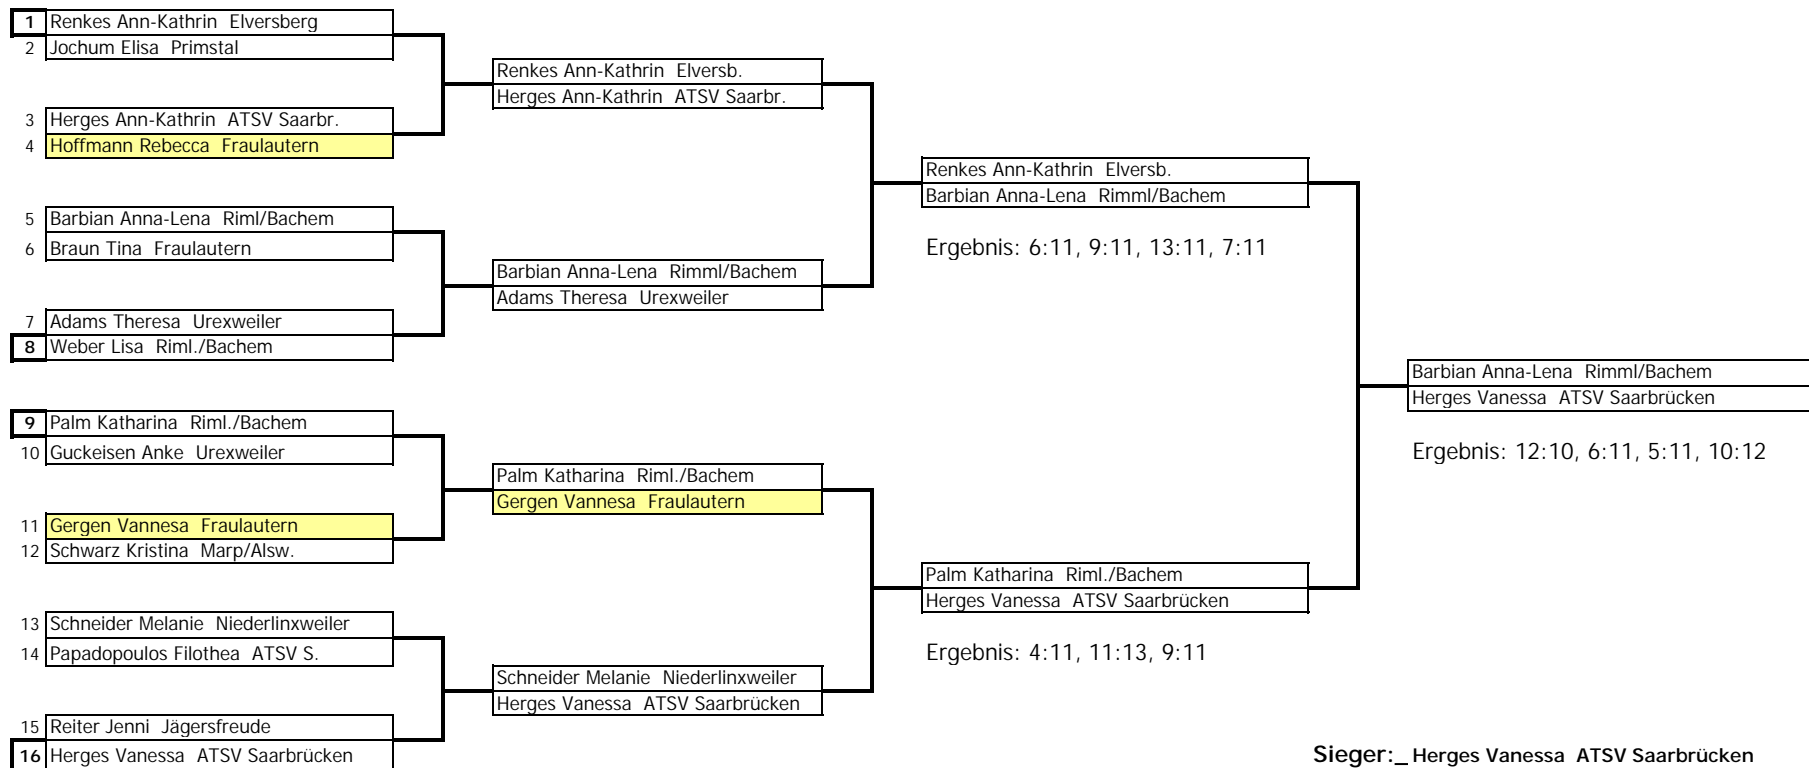 1 Renkes Ann-Kathrin Elversberg
2 Jochum Elisa Primstal
3 Herges Ann-Kathrin ATSV Saarbr.
4 Hoffmann Rebecca Fraulautern
5 Barbian Anna-Lena Riml/Bachem
6 Braun Tina Fraulautern
7 Adams Theresa Urexweiler
8 Weber Lisa Riml./Bachem
9 Palm Katharina Riml./Bachem
10 Guckeisen Anke Urexweiler
11 Gergen Vannesa Fraulautern
12 Schwarz Kristina Marp/Alsw.
13 Schneider Melanie Niederlinxweiler
14 Papadopoulos Filothea ATSV S.
15 Reiter Jenni Jägersfreude
16 Herges Vanessa ATSV Saarbrücken
Renkes Ann-Kathrin Elversb.
Herges Ann-Kathrin ATSV Saarbr.
Barbian Anna-Lena Rimml/Bachem
Adams Theresa Urexweiler
Palm Katharina Riml./Bachem
Gergen Vannesa Fraulautern
Schneider Melanie Niederlinxweiler
Herges Vanessa ATSV Saarbrücken
Renkes Ann-Kathrin Elversb.
Barbian Anna-Lena Rimml/Bachem
Ergebnis: 6:11, 9:11, 13:11, 7:11
Palm Katharina Riml./Bachem
Herges Vanessa ATSV Saarbrücken
Ergebnis: 4:11, 11:13, 9:11
Barbian Anna-Lena Rimml/Bachem
Herges Vanessa ATSV Saarbrücken
Ergebnis: 12:10, 6:11, 5:11, 10:12
Sieger:_ Herges Vanessa ATSV Saarbrücken